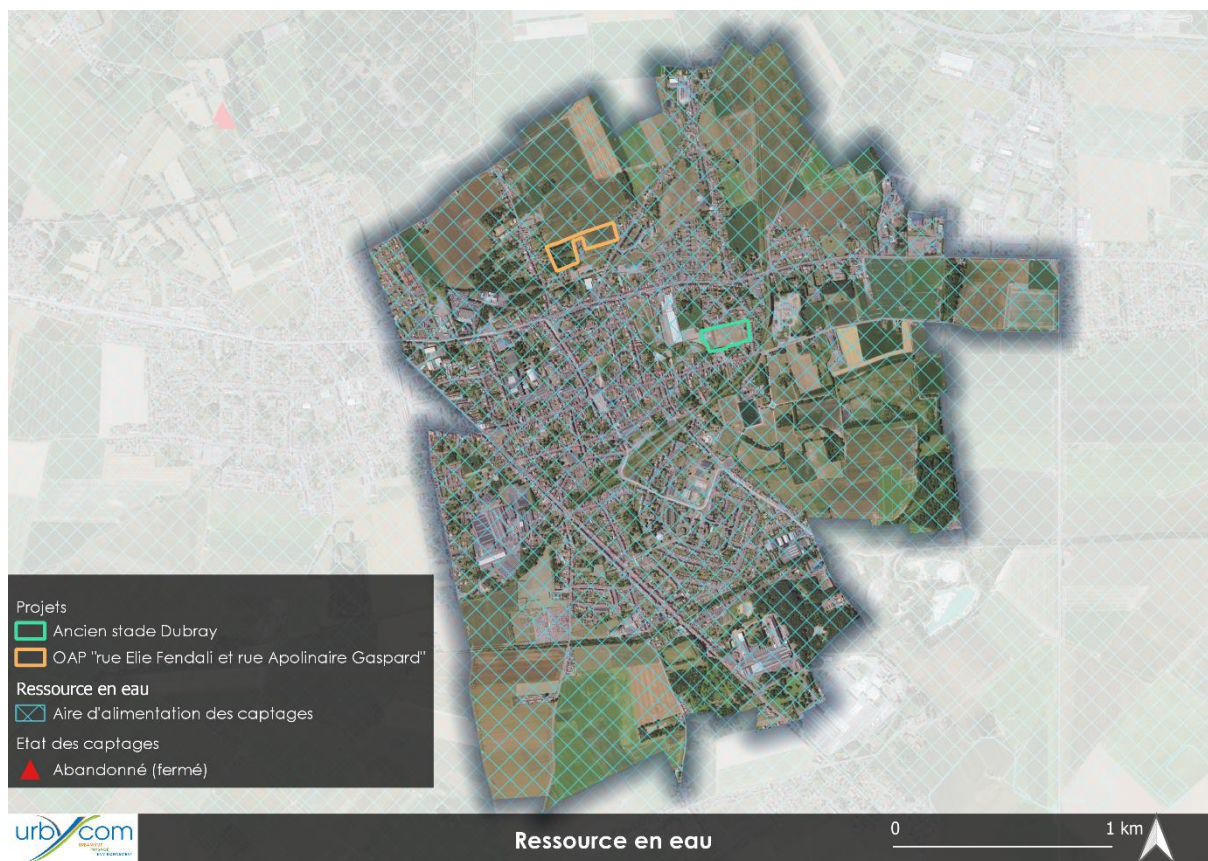 Projets
Ancien stade Dubray
OAP "rue Elie Fendali et rue Apolinaire Gaspard"
Ressource en eau
Aire d'alimentation des captages
Etat des captages
Abandonné (fermé)
urbycom
Ressource en eau
0 1 km